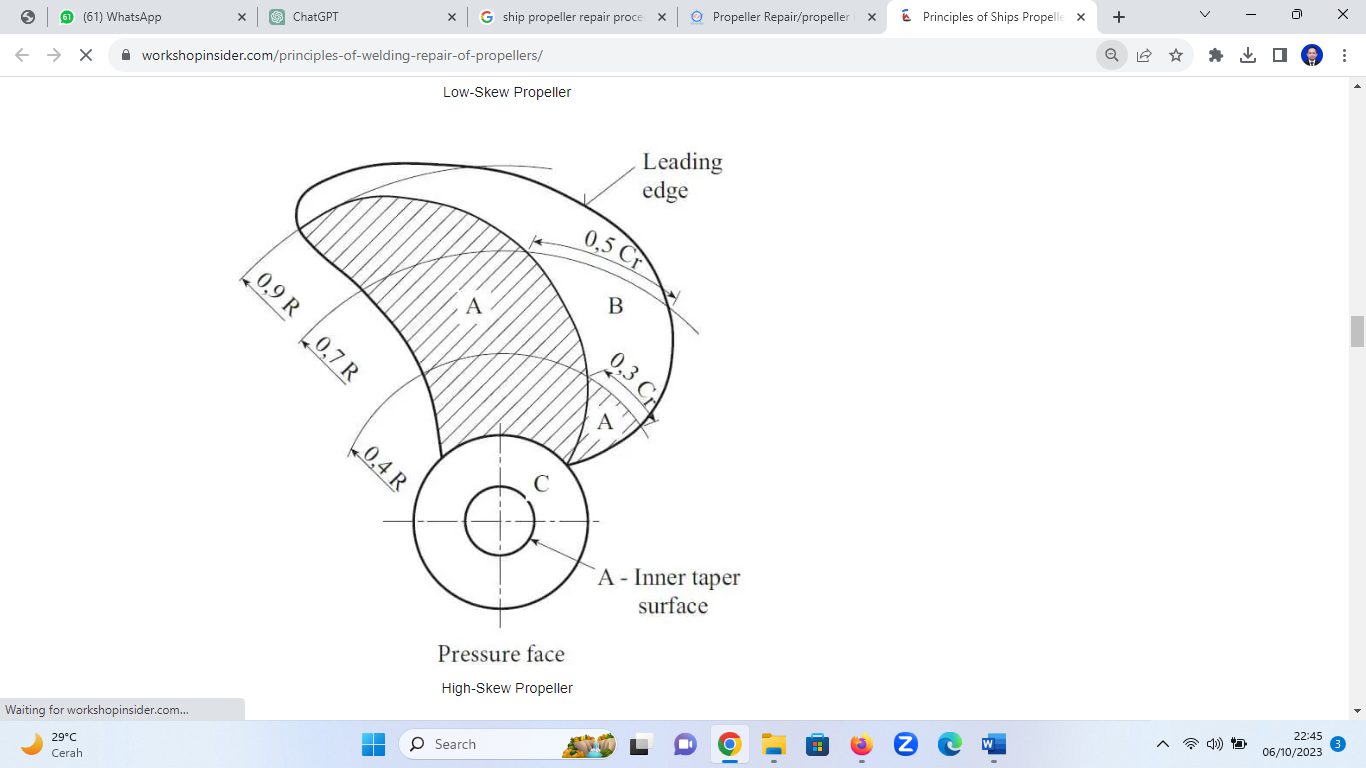 (61) WhatsApp
ChatGPT
ship propeller repair proce
Propeller Repair/propeller
Principles of Ships Propelle
workshopinsider.com/principles-of-welding-repair-of-propellers/
Low-Skew Propeller
Leading
edge
0,5 Cr
0,9 R
A
B
0,7 R
0,3 Cr
A
0,4 R
C
A - Inner taper
surface
Pressure face
High-Skew Propeller
Waiting for workshopinsider.com...
29°C
Cerah
Search
22:45
06/10/2023
3